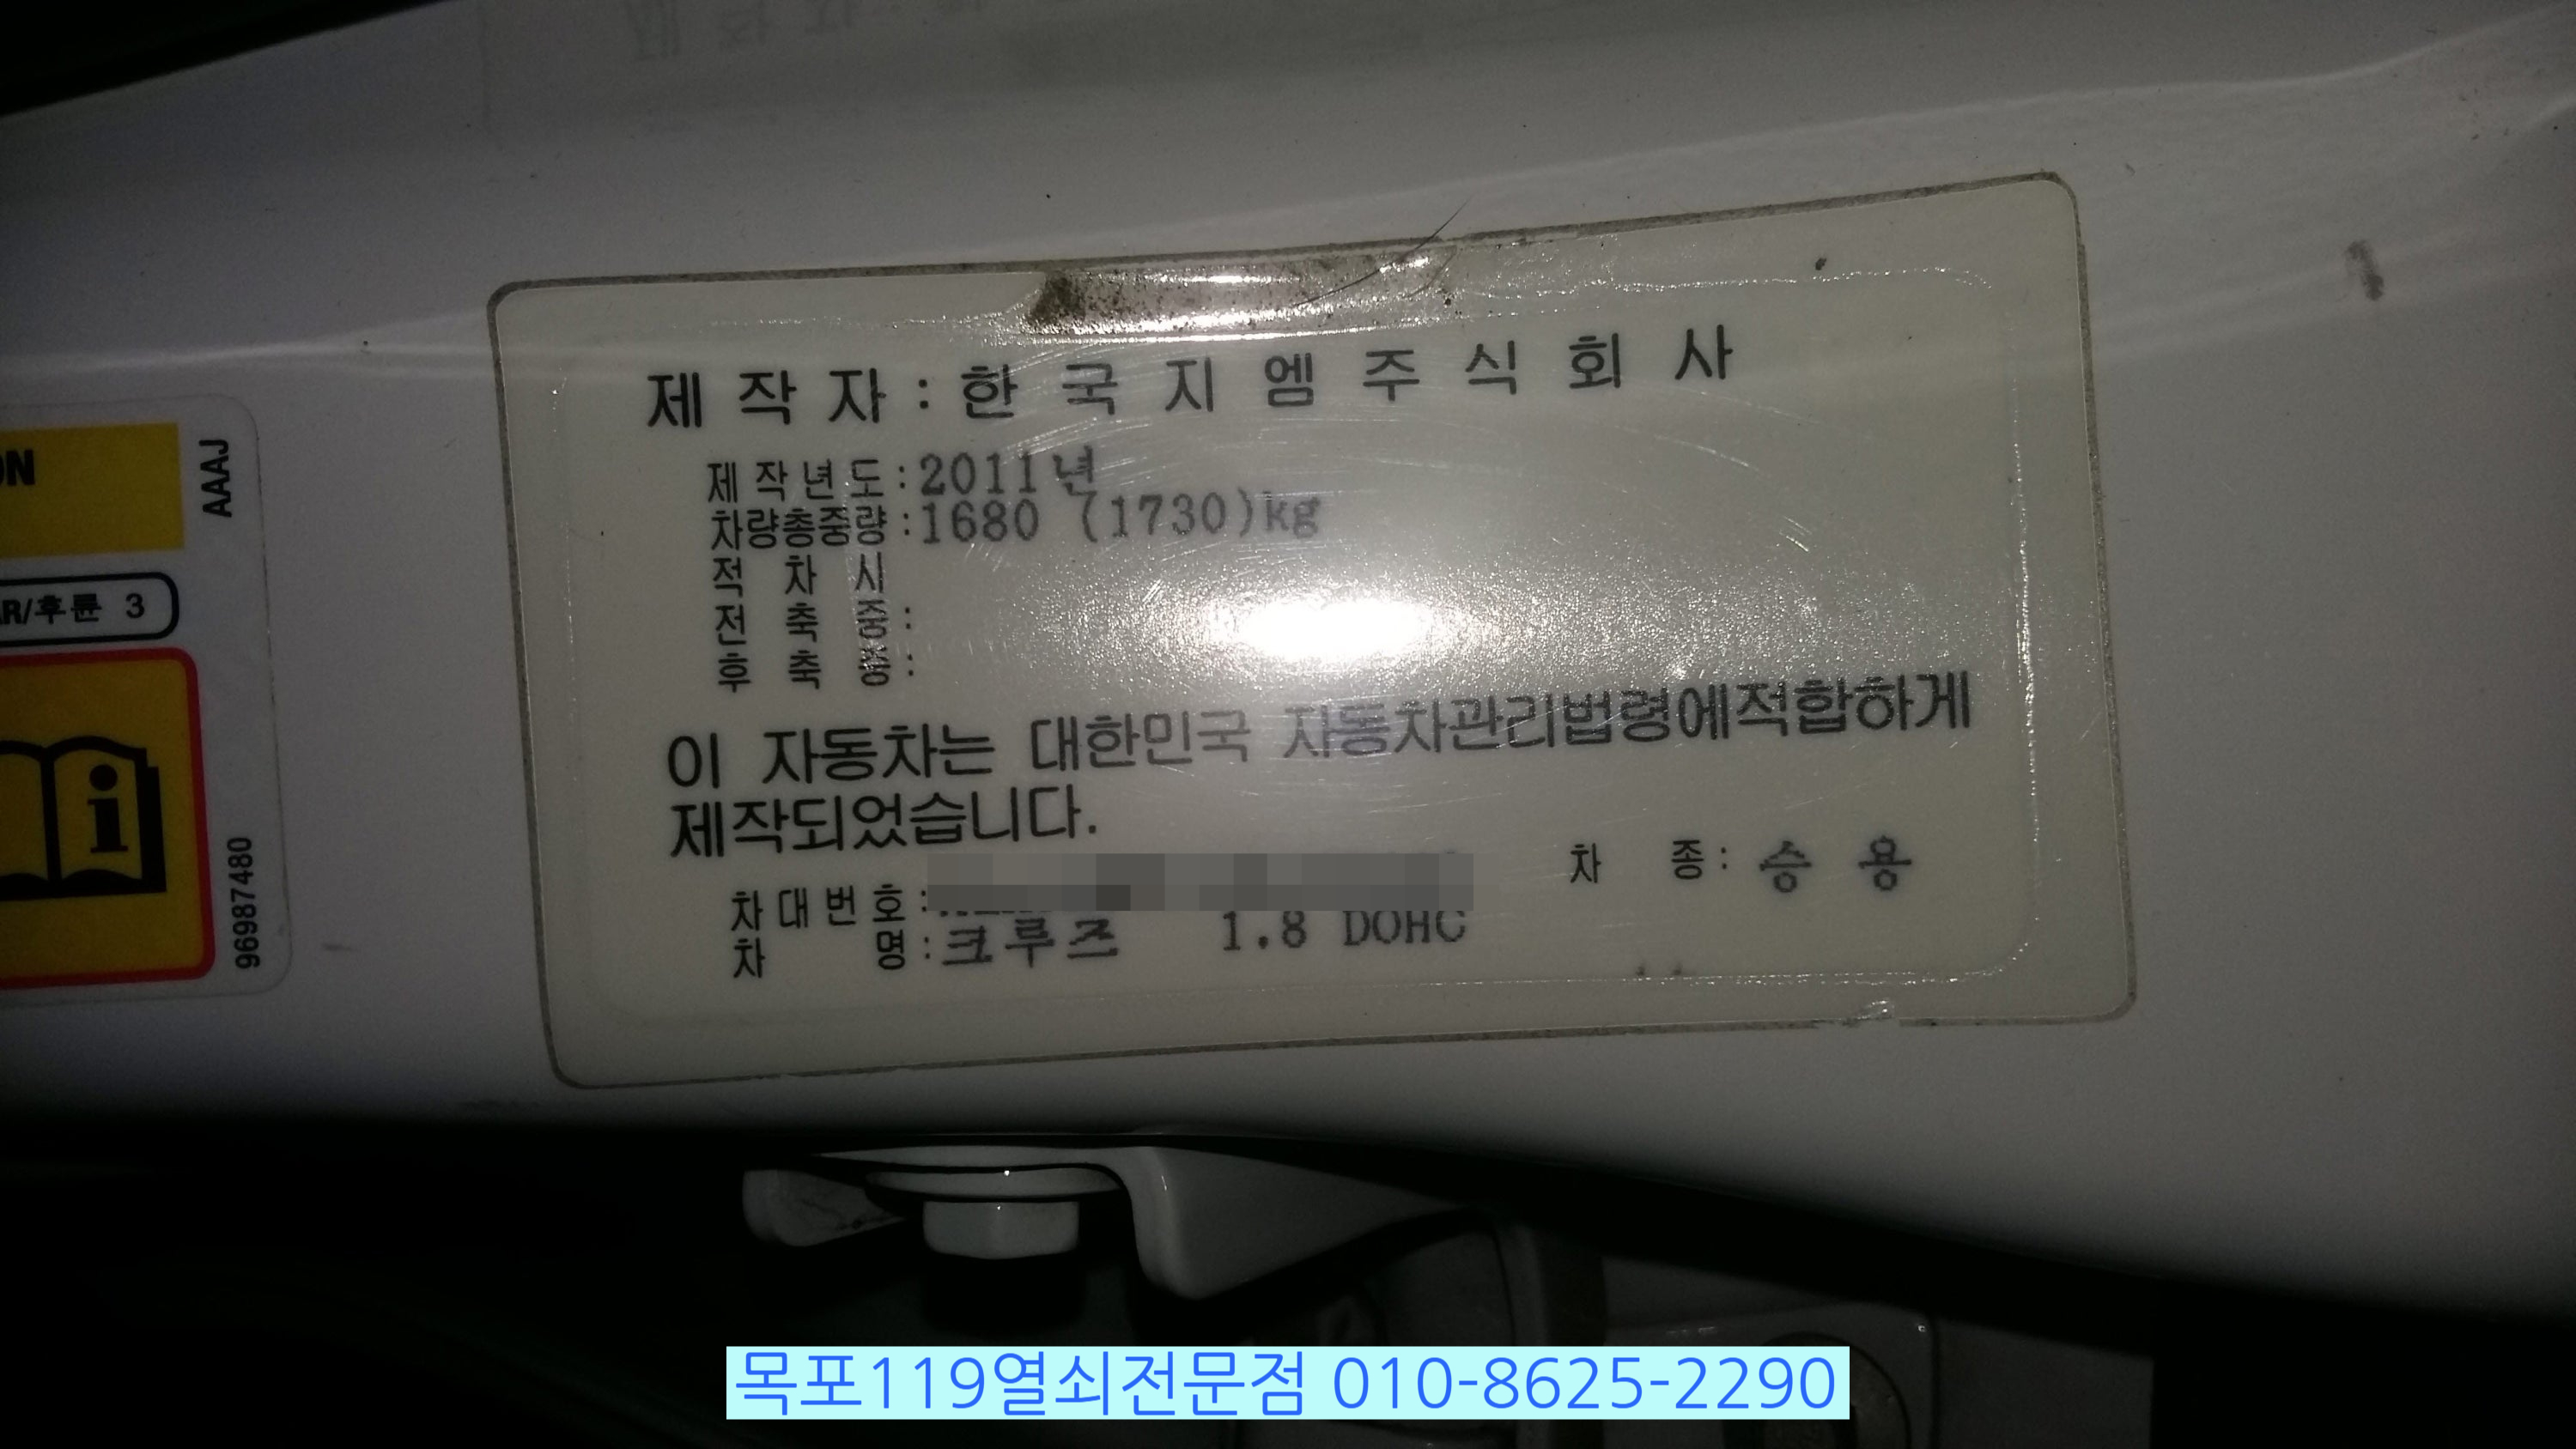 제작자:한국지엠주식회사
제작년도:2011년
차량총중량:1680 (1730)kg
적차시
전축중:
후축중:
이 자동차는 대한민국 자동차관리법령에적합하게
제작되었습니다.
차대번호:
차종:승용
차명:크루즈 1.8 DOHC
ON
AAAJ
AR/후륜 3
i
96987480
목포119열쇠전문점 010-8625-2290